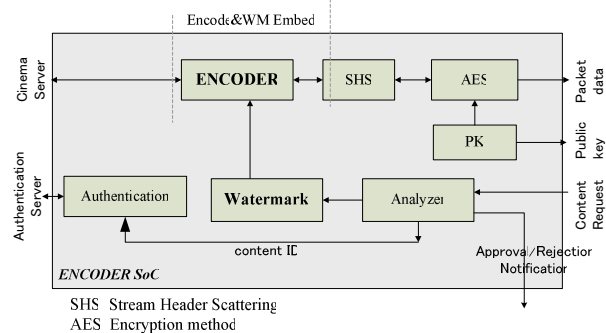 Encode&WM Embed
Cinema
Server
ENCODER
SHS
AES
Packet
data
PK
Public
key
Authentication
Server
Authentication
Watermark
Analyzer
Content
Request
content ID
Approval/Rejection
Notification
ENCODER SoC
SHS Stream Header Scattering
AES Encryption method